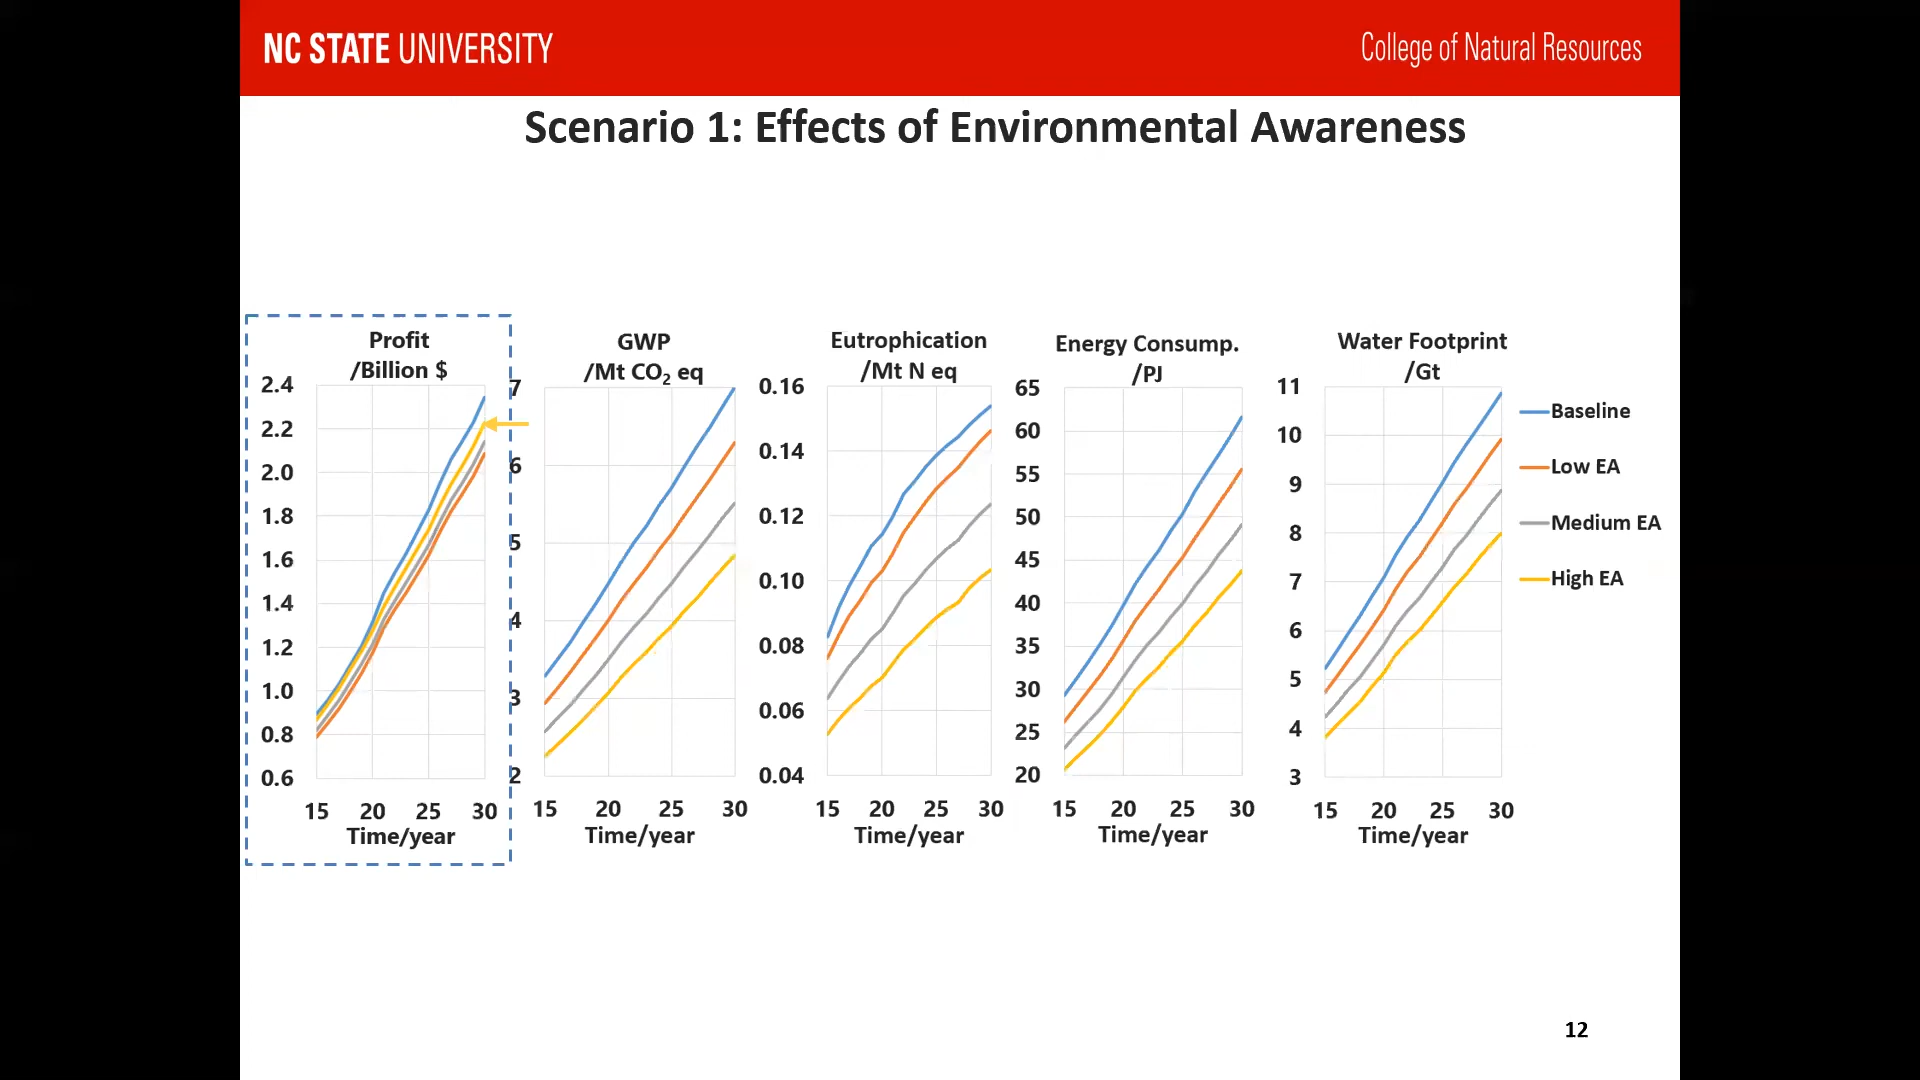 NC STATE UNIVERSITY
College of Natural Resources
Scenario 1: Effects of Environmental Awareness
Profit
/Billion $
2.4
2.2
2.0
1.8
1.6
1.4
1.2
1.0
0.8
0.6
15 20 25 30
Time/year
GWP
/Mt CO₂ eq
7
6
5
4
3
2
15 20 25 30
Time/year
Eutrophication
/Mt N eq
0.16
0.14
0.12
0.10
0.08
0.06
0.04
15 20 25 30
Time/year
Energy Consump.
/PJ
65
60
55
50
45
40
35
30
25
20
15 20 25 30
Time/year
Water Footprint
/Gt
11
10
9
8
7
6
5
4
3
15 20 25 30
Time/year
Baseline
Low EA
Medium EA
High EA
12